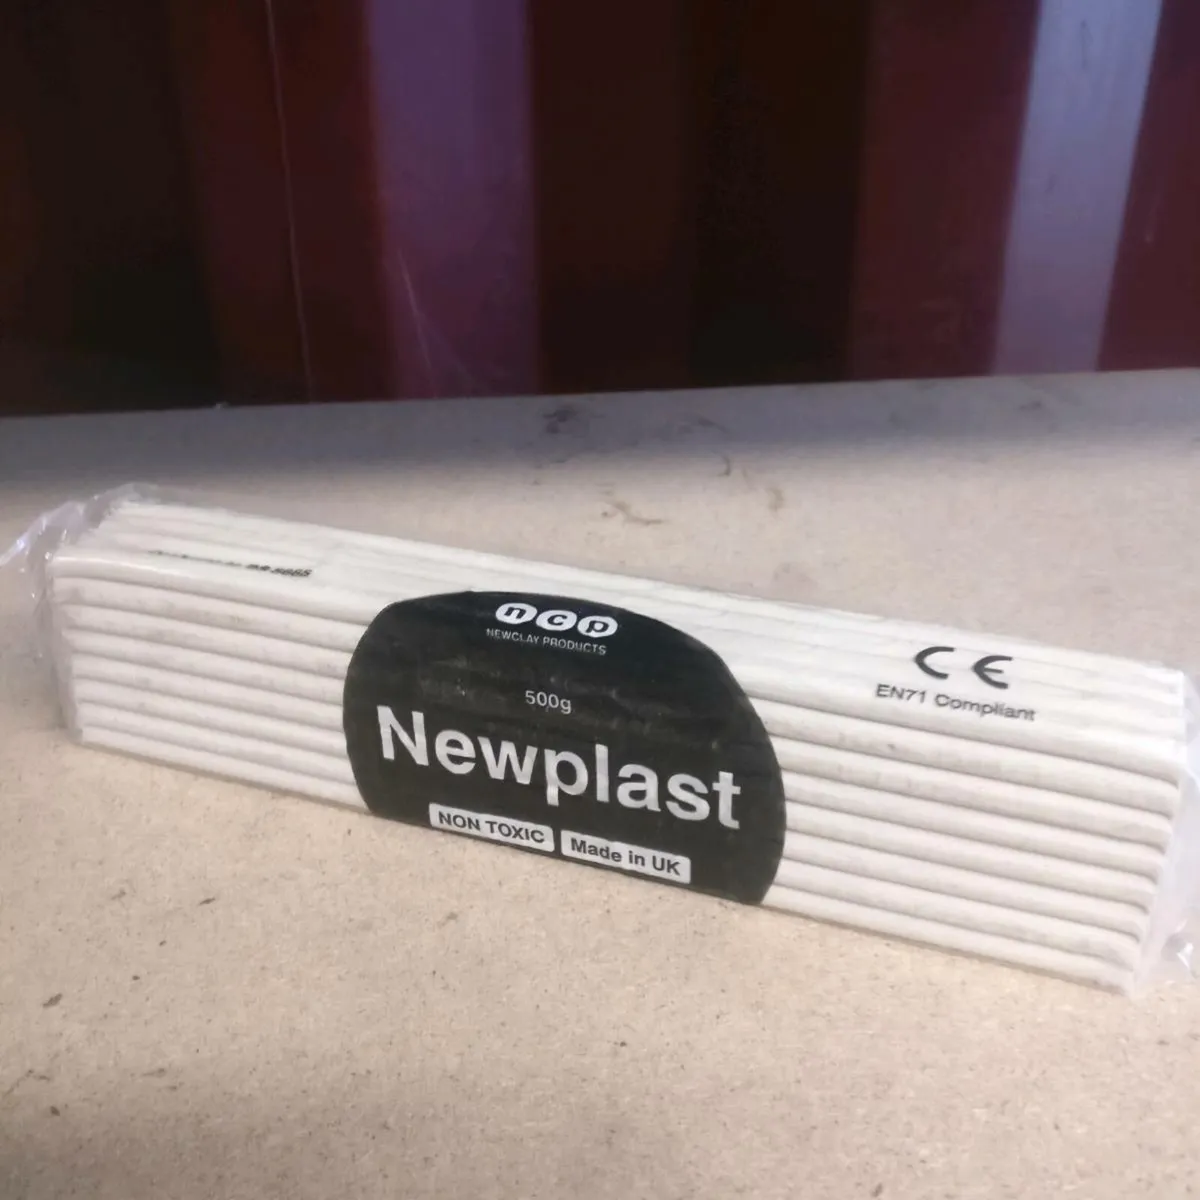 ncp
NEWCLAY PRODUCTS
500g
Newplast
NON TOXIC
Made in UK
CE
EN71 Compliant